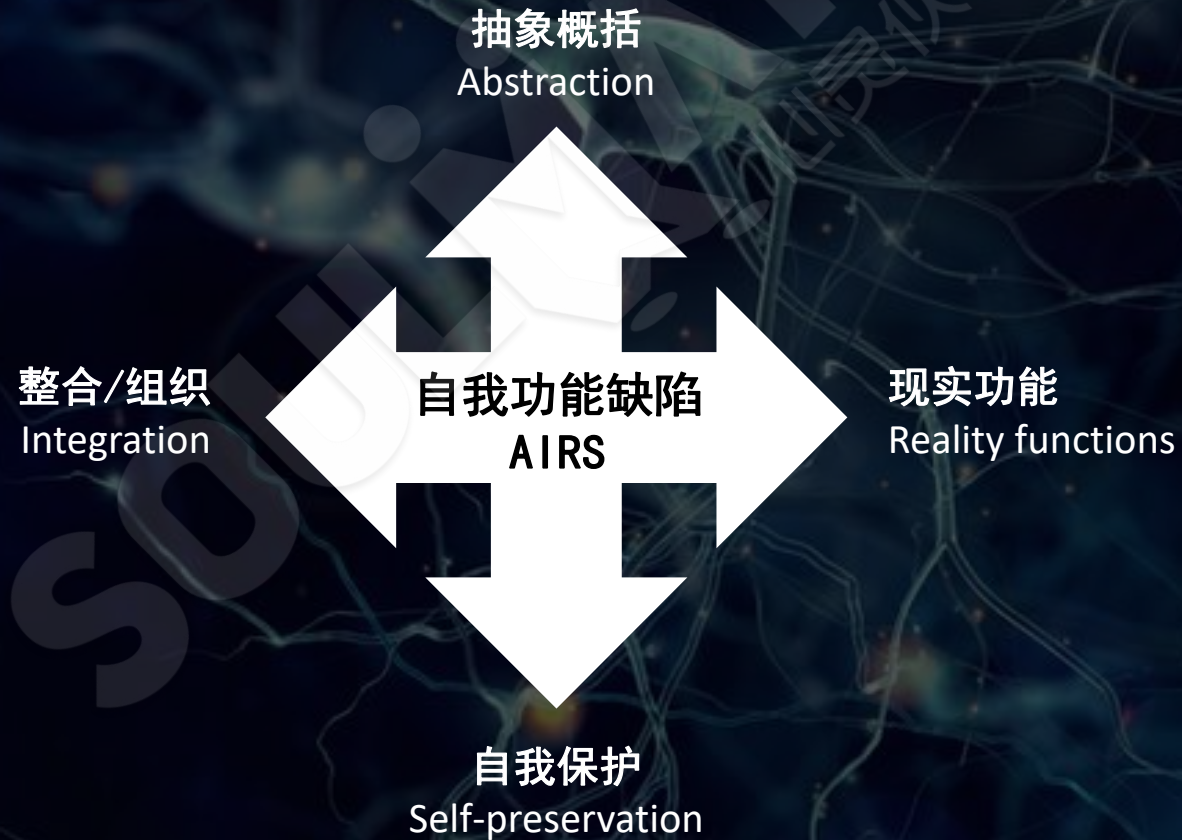 抽象概括
Abstraction
整合/组织
Integration
自我功能缺陷
AIRS
现实功能
Reality functions
自我保护
Self-preservation